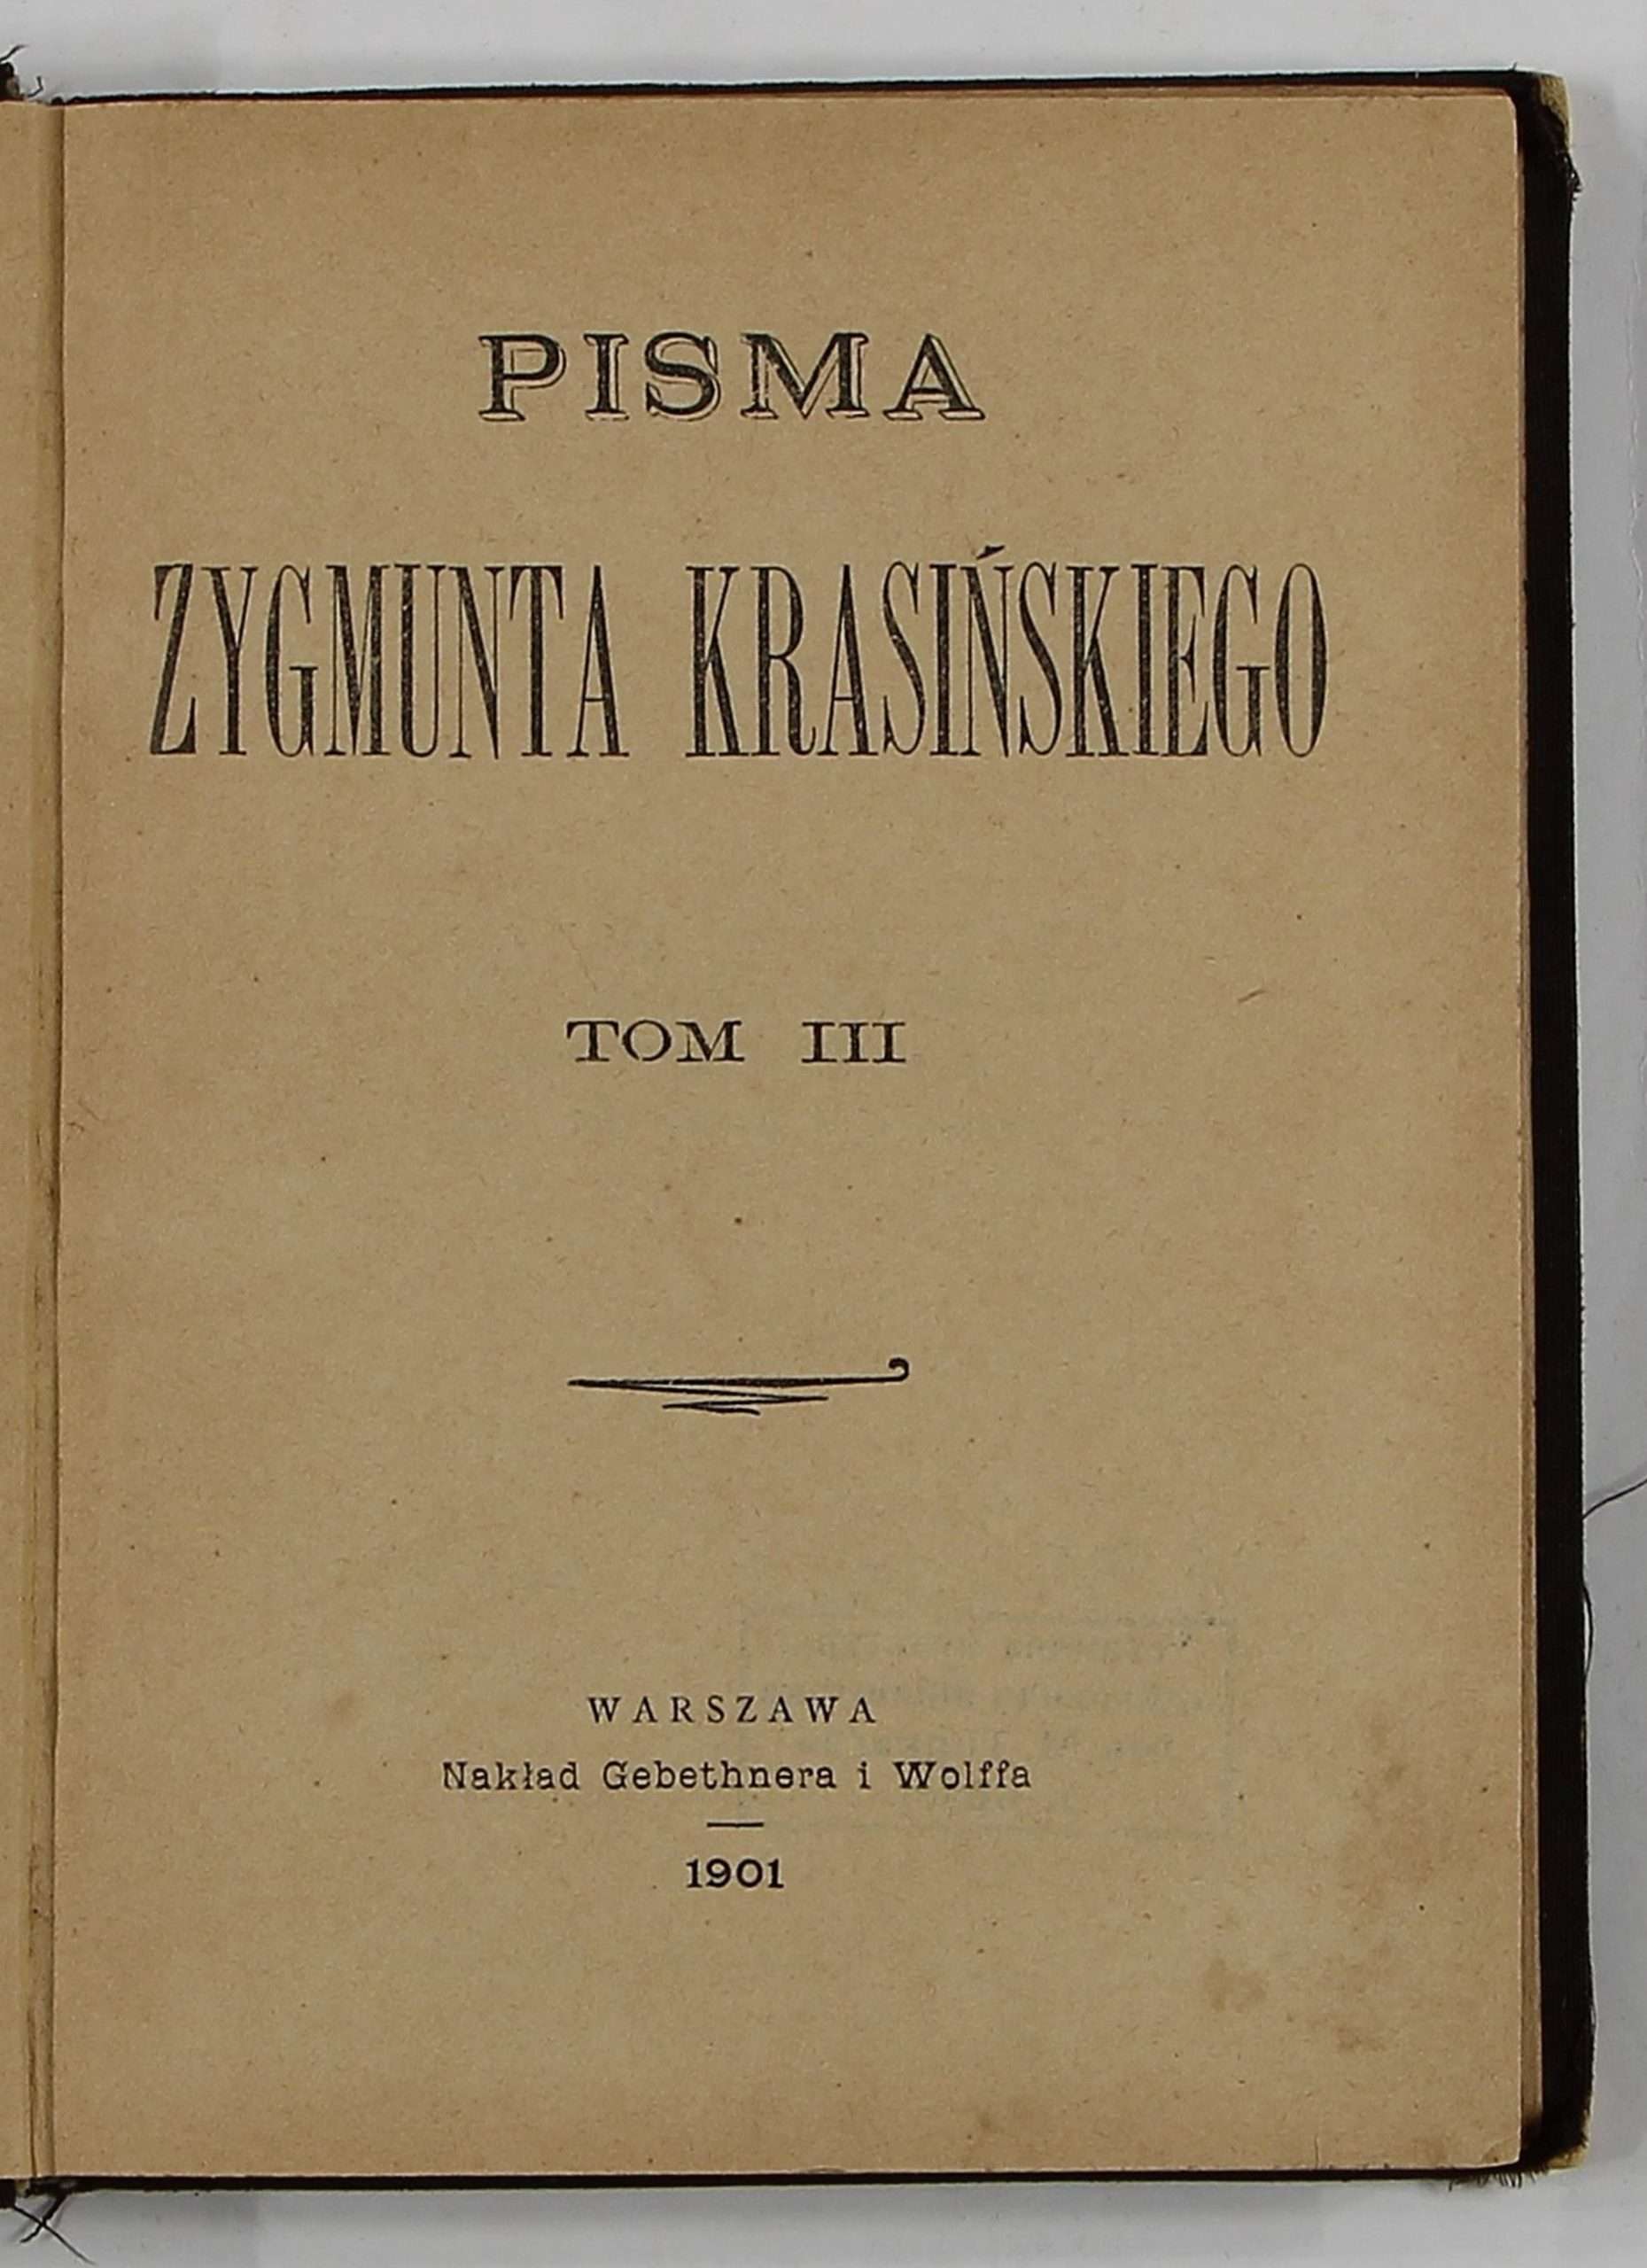 PISMA
ZYGMUNTA KRASIŃSKIEGO
TOM III
WARSZAWA
Nakład Gebethnera i Wolffa
1901